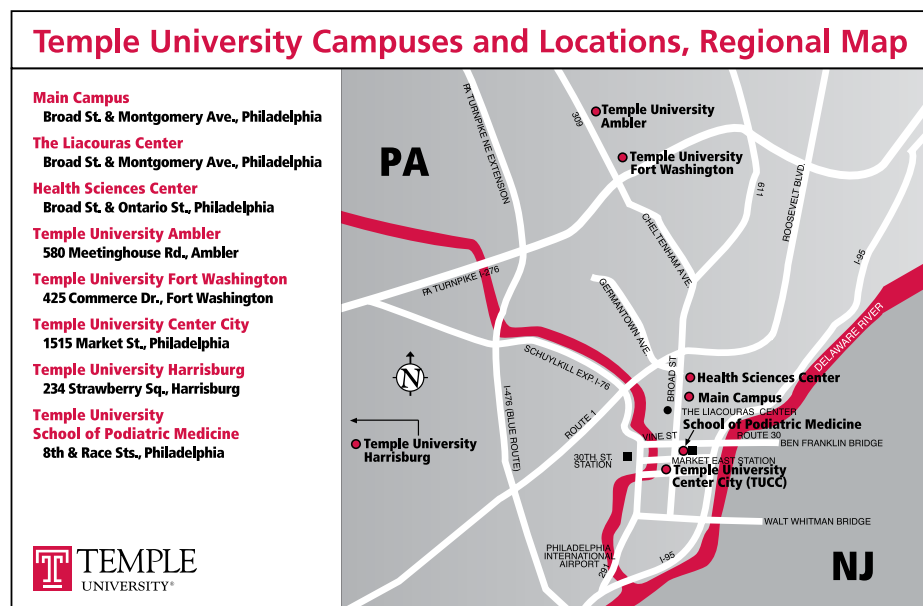 Temple University Campuses and Locations, Regional Map
Main Campus
Broad St. & Montgomery Ave., Philadelphia
The Liacouras Center
Broad St. & Montgomery Ave., Philadelphia
Health Sciences Center
Broad St. & Ontario St., Philadelphia
Temple University Ambler
580 Meetinghouse Rd., Ambler
Temple University Fort Washington
425 Commerce Dr., Fort Washington
Temple University Center City
1515 Market St., Philadelphia
Temple University Harrisburg
234 Strawberry Sq., Harrisburg
Temple University
School of Podiatric Medicine
8th & Race Sts., Philadelphia
T
TEMPLE
UNIVERSITY®
PA
PA TURNPIKE NE EXTENSION
309
Temple University
Ambler
Temple University
Fort Washington
611
ROOSEVELT BLVD.
I-95
CHELTENHAM AVE.
PA TURNPIKE I-276
GERMANTOWN AVE.
DELAWARE RIVER
SCHUYLKILL EXP. I-76
N
I-476 (BLUE ROUTE)
ROUTE 1
BROAD ST
Health Sciences Center
Main Campus
THE LIACOURAS CENTER
School of Podiatric Medicine
VINE ST
ROUTE 30
BEN FRANKLIN BRIDGE
Temple University
Harrisburg
30TH. ST.
STATION
MARKET EAST STATION
Temple University
Center City (TUCC)
WALT WHITMAN BRIDGE
PHILADELPHIA
INTERNATIONAL
AIRPORT
291
I-95
NJ